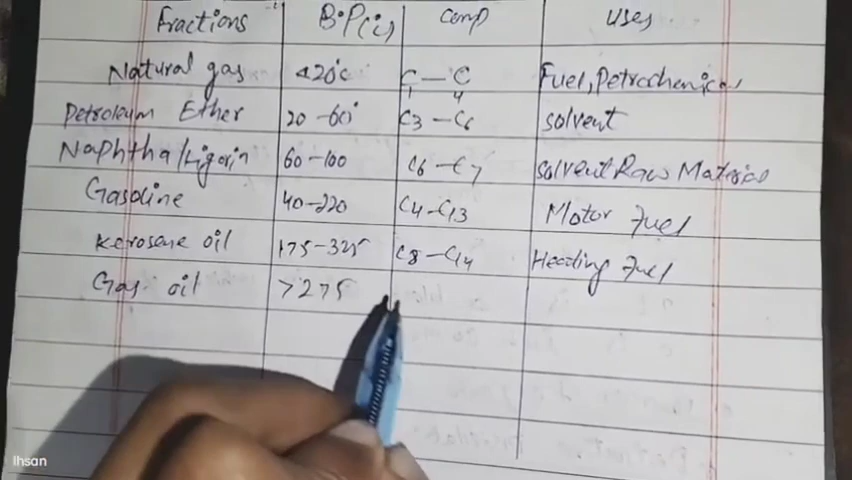 Fractions B.P(°c) Comp Uses
Natural gas <20°c C1 — C4 Fuel, Petrochemical
Petroleum Ether 20-60° C3 - C6 solvent
Naphtha/Ligorin 60-100 C6 - C7 solvent Raw Material
Gasoline 40-220 C4-C13 Motor Fuel
Kerosene oil 175-325 C8 - C14 Heating Fuel
Gas oil >275
Ihsan